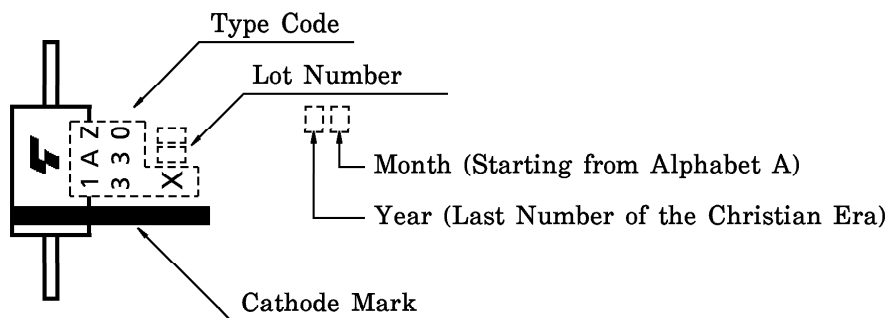 Type Code
Lot Number
1AZ
330
X
Month (Starting from Alphabet A)
Year (Last Number of the Christian Era)
Cathode Mark